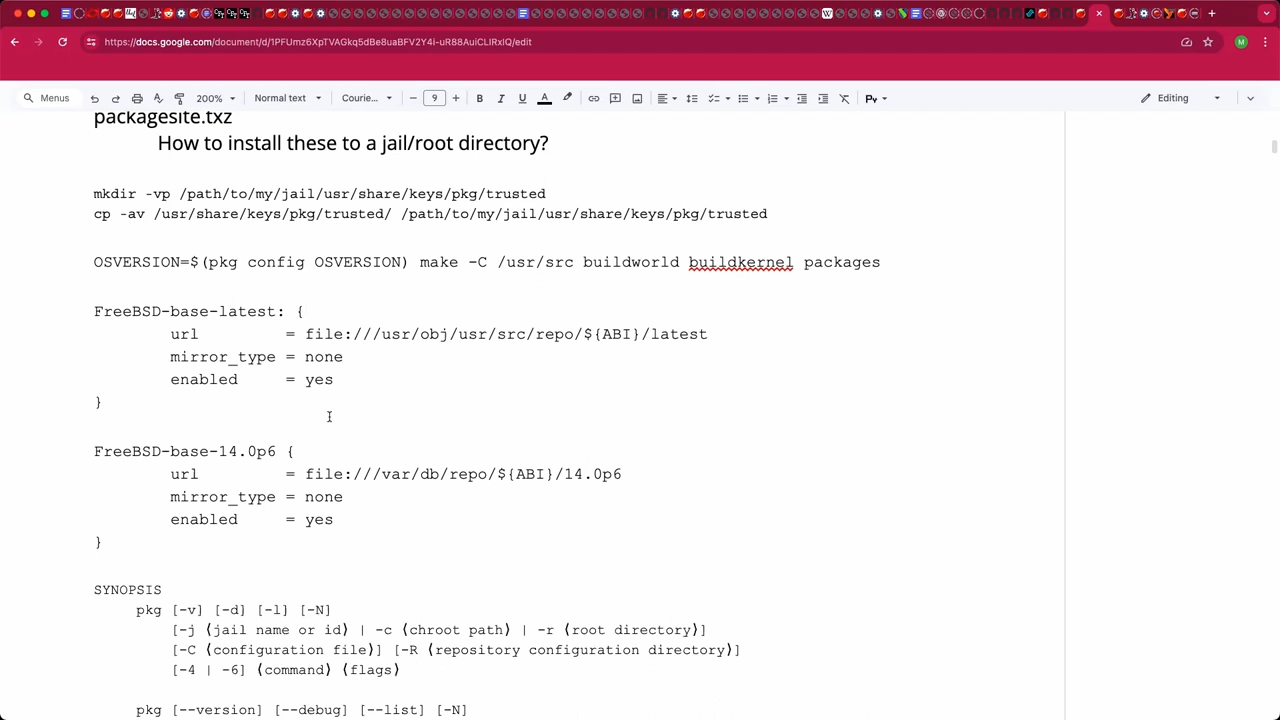 https://docs.google.com/document/d/1PFUmz6XpTVAGkq5dBe8uaBFV2Y4i-uR88AuiCLIRxIQ/edit
M
Menus
200%
Normal text
Courie...
9
B
I
U
A
Editing
packagesite.txz
How to install these to a jail/root directory?
mkdir -vp /path/to/my/jail/usr/share/keys/pkg/trusted
cp -av /usr/share/keys/pkg/trusted/ /path/to/my/jail/usr/share/keys/pkg/trusted
OSVERSION=$(pkg config OSVERSION) make -C /usr/src buildworld buildkernel packages
FreeBSD-base-latest: {
url = file:///usr/obj/usr/src/repo/${ABI}/latest
mirror_type = none
enabled = yes
}
FreeBSD-base-14.0p6 {
url = file:///var/db/repo/${ABI}/14.0p6
mirror_type = none
enabled = yes
}
SYNOPSIS
pkg [-v] [-d] [-l] [-N]
[-j ⟨jail name or id⟩ | -c ⟨chroot path⟩ | -r ⟨root directory⟩]
[-C ⟨configuration file⟩] [-R ⟨repository configuration directory⟩]
[-4 | -6] ⟨command⟩ ⟨flags⟩
pkg [--version] [--debug] [--list] [-N]